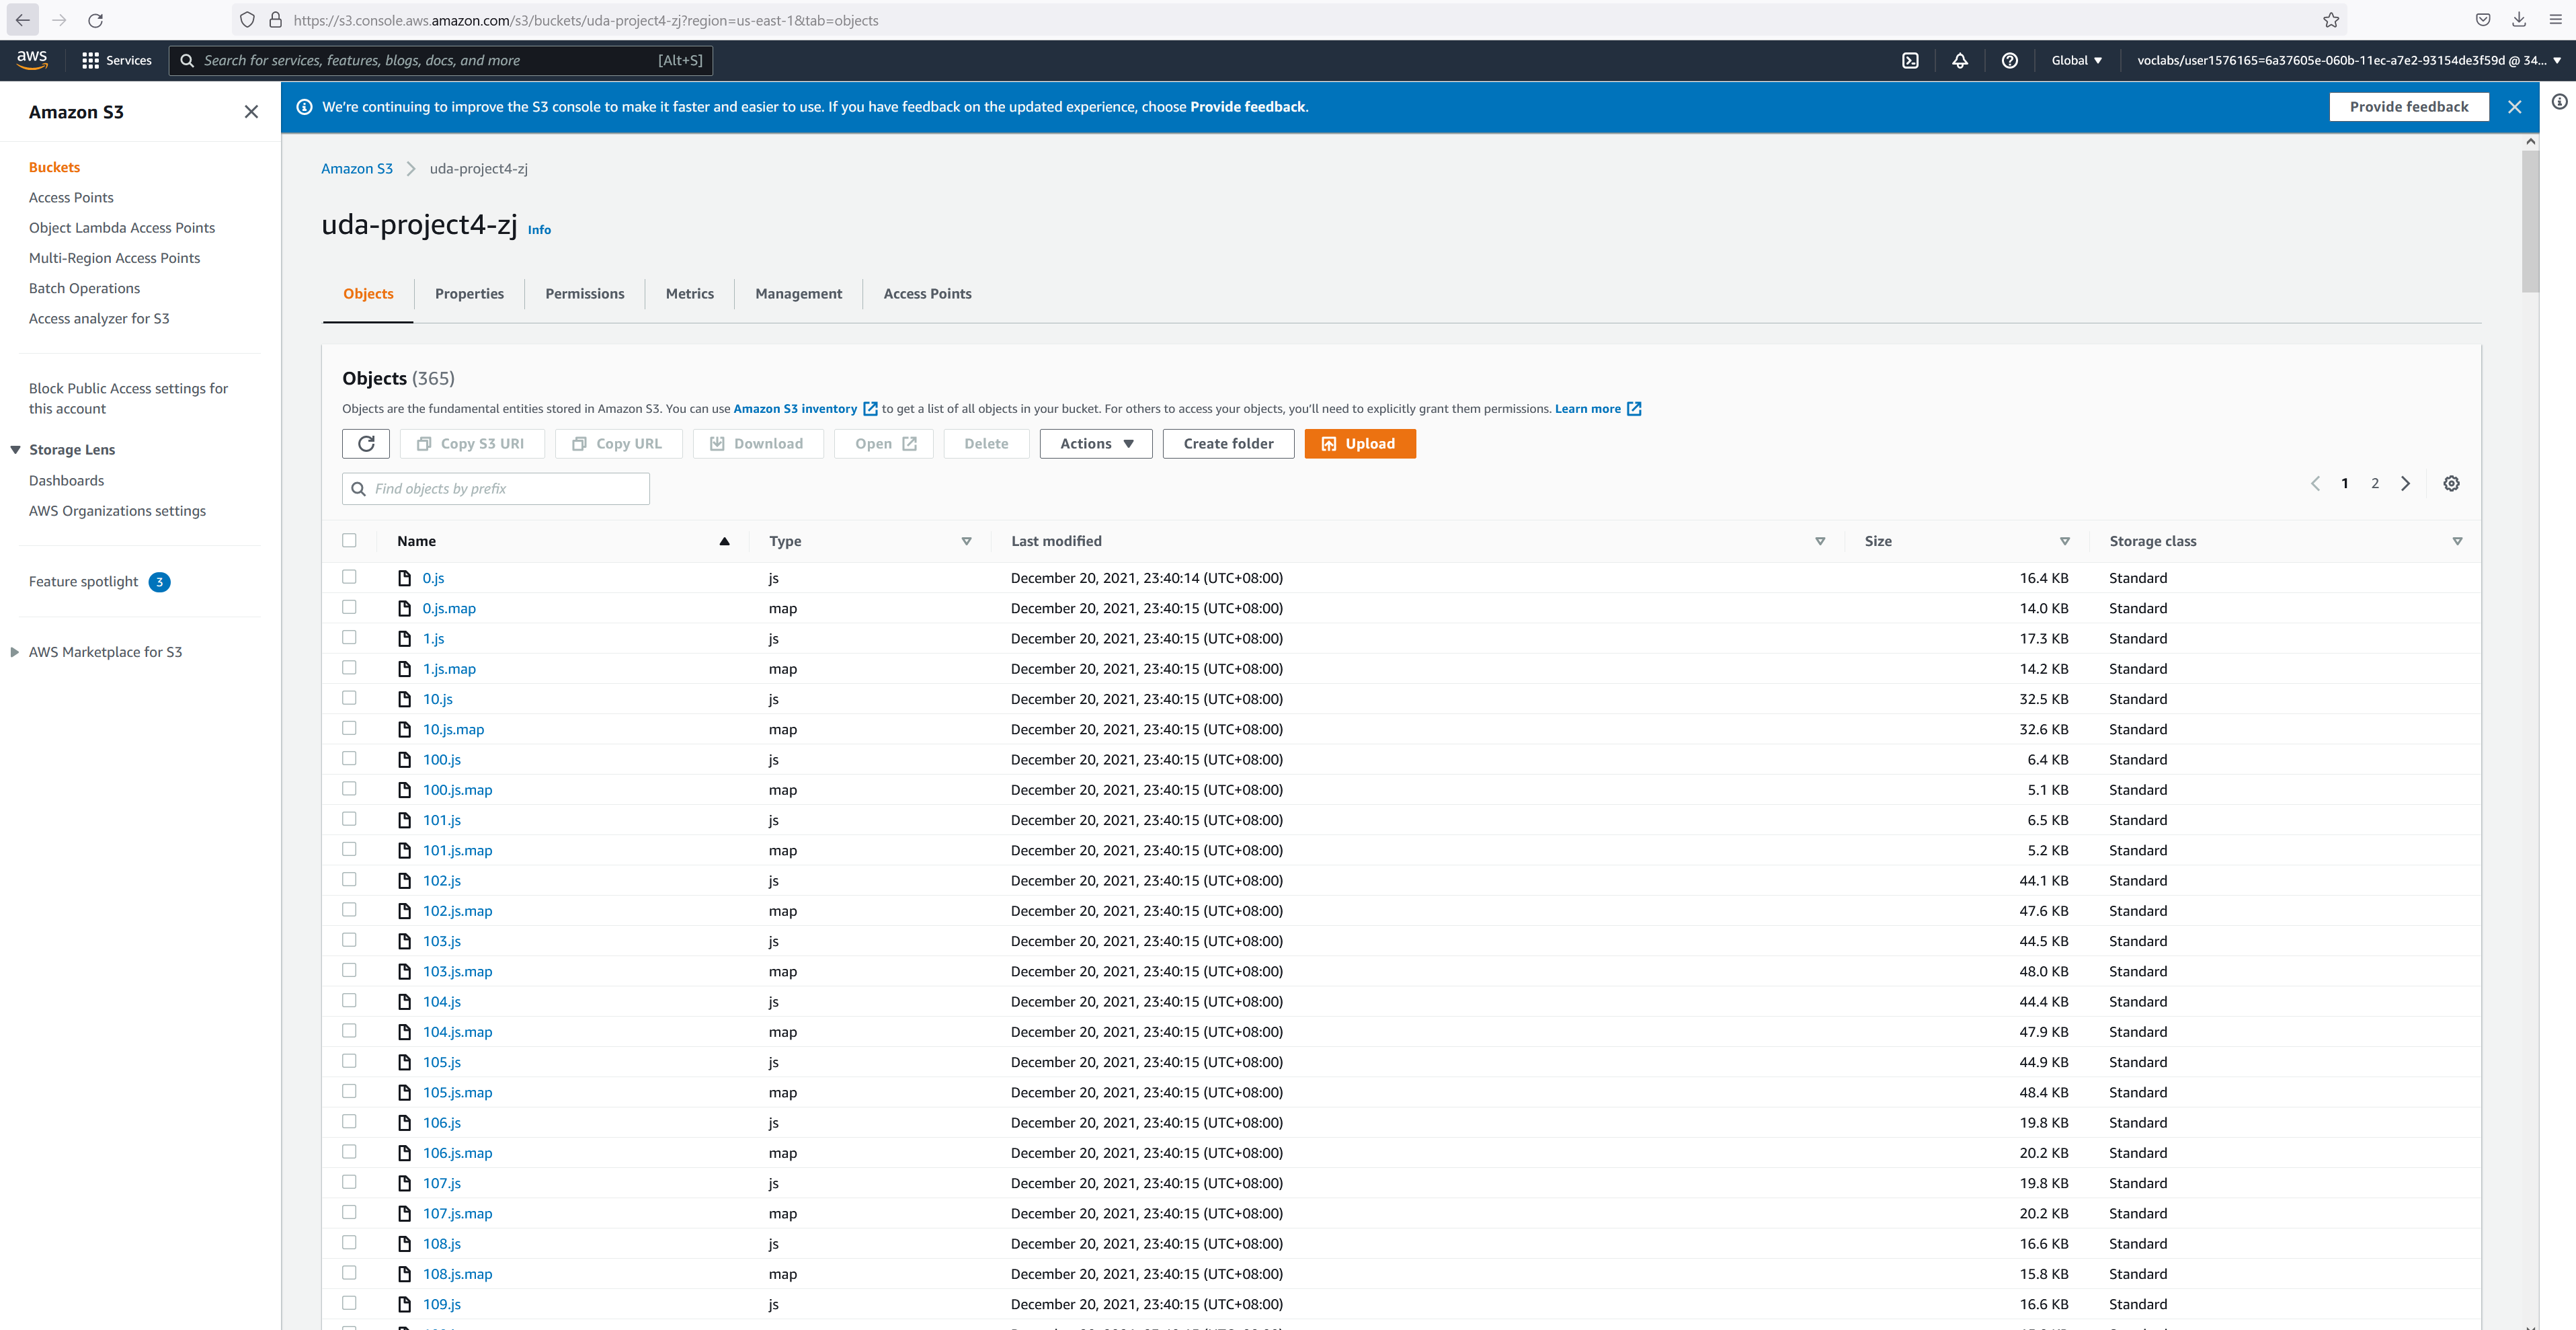 https://s3.console.aws.amazon.com/s3/buckets/uda-project4-zj?region=us-east-1&tab=objects
aws Services Search for services, features, blogs, docs, and more [Alt+S] Global voclabs/user1576165=6a37605e-060b-11ec-a7e2-93154de3f59d @ 34...
Amazon S3
Buckets
Access Points
Object Lambda Access Points
Multi-Region Access Points
Batch Operations
Access analyzer for S3
Block Public Access settings for
this account
Storage Lens
Dashboards
AWS Organizations settings
Feature spotlight 3
AWS Marketplace for S3
We're continuing to improve the S3 console to make it faster and easier to use. If you have feedback on the updated experience, choose Provide feedback. Provide feedback
Amazon S3 uda-project4-zj
uda-project4-zj Info
Objects Properties Permissions Metrics Management Access Points
Objects (365)
Objects are the fundamental entities stored in Amazon S3. You can use Amazon S3 inventory to get a list of all objects in your bucket. For others to access your objects, you'll need to explicitly grant them permissions. Learn more
Copy S3 URI Copy URL Download Open Delete Actions Create folder Upload
Find objects by prefix 1 2
Name Type Last modified Size Storage class
0.js js December 20, 2021, 23:40:14 (UTC+08:00) 16.4 KB Standard
0.js.map map December 20, 2021, 23:40:15 (UTC+08:00) 14.0 KB Standard
1.js js December 20, 2021, 23:40:15 (UTC+08:00) 17.3 KB Standard
1.js.map map December 20, 2021, 23:40:15 (UTC+08:00) 14.2 KB Standard
10.js js December 20, 2021, 23:40:15 (UTC+08:00) 32.5 KB Standard
10.js.map map December 20, 2021, 23:40:15 (UTC+08:00) 32.6 KB Standard
100.js js December 20, 2021, 23:40:15 (UTC+08:00) 6.4 KB Standard
100.js.map map December 20, 2021, 23:40:15 (UTC+08:00) 5.1 KB Standard
101.js js December 20, 2021, 23:40:15 (UTC+08:00) 6.5 KB Standard
101.js.map map December 20, 2021, 23:40:15 (UTC+08:00) 5.2 KB Standard
102.js js December 20, 2021, 23:40:15 (UTC+08:00) 44.1 KB Standard
102.js.map map December 20, 2021, 23:40:15 (UTC+08:00) 47.6 KB Standard
103.js js December 20, 2021, 23:40:15 (UTC+08:00) 44.5 KB Standard
103.js.map map December 20, 2021, 23:40:15 (UTC+08:00) 48.0 KB Standard
104.js js December 20, 2021, 23:40:15 (UTC+08:00) 44.4 KB Standard
104.js.map map December 20, 2021, 23:40:15 (UTC+08:00) 47.9 KB Standard
105.js js December 20, 2021, 23:40:15 (UTC+08:00) 44.9 KB Standard
105.js.map map December 20, 2021, 23:40:15 (UTC+08:00) 48.4 KB Standard
106.js js December 20, 2021, 23:40:15 (UTC+08:00) 19.8 KB Standard
106.js.map map December 20, 2021, 23:40:15 (UTC+08:00) 20.2 KB Standard
107.js js December 20, 2021, 23:40:15 (UTC+08:00) 19.8 KB Standard
107.js.map map December 20, 2021, 23:40:15 (UTC+08:00) 20.2 KB Standard
108.js js December 20, 2021, 23:40:15 (UTC+08:00) 16.6 KB Standard
108.js.map map December 20, 2021, 23:40:15 (UTC+08:00) 15.8 KB Standard
109.js js December 20, 2021, 23:40:15 (UTC+08:00) 16.6 KB Standard